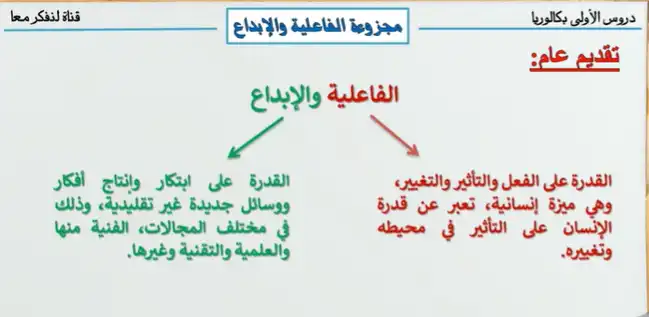 دروس الأولى بكالوريا
مجزوءة الفاعلية والإبداع
قناة لنفكر معا
تقديم عام:
الفاعلية والإبداع
القدرة على الفعل والتأثير والتغيير،
وهي ميزة إنسانية، تعبر عن قدرة
الإنسان على التأثير في محيطه
وتغييره.
القدرة على ابتكار وإنتاج أفكار
ووسائل جديدة غير تقليدية، وذلك
في مختلف المجالات، الفنية منها
والعلمية والتقنية وغيرها.